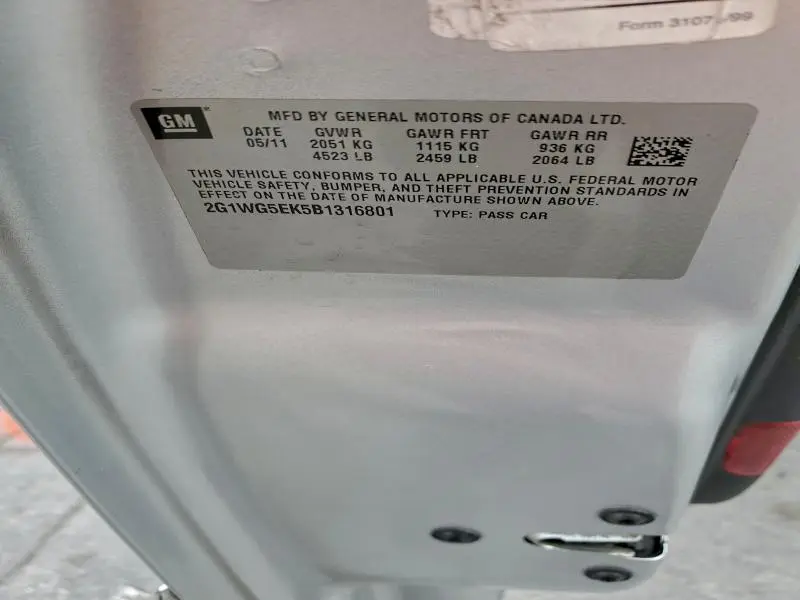 Form 3107
GM
MFD BY GENERAL MOTORS OF CANADA LTD.
DATE GVWR GAWR FRT GAWR RR
05/11 2051 KG 1115 KG 936 KG
4523 LB 2459 LB 2064 LB
THIS VEHICLE CONFORMS TO ALL APPLICABLE U.S. FEDERAL MOTOR
VEHICLE SAFETY, BUMPER, AND THEFT PREVENTION STANDARDS IN
EFFECT ON THE DATE OF MANUFACTURE SHOWN ABOVE.
2G1WG5EK5B1316801 TYPE: PASS CAR